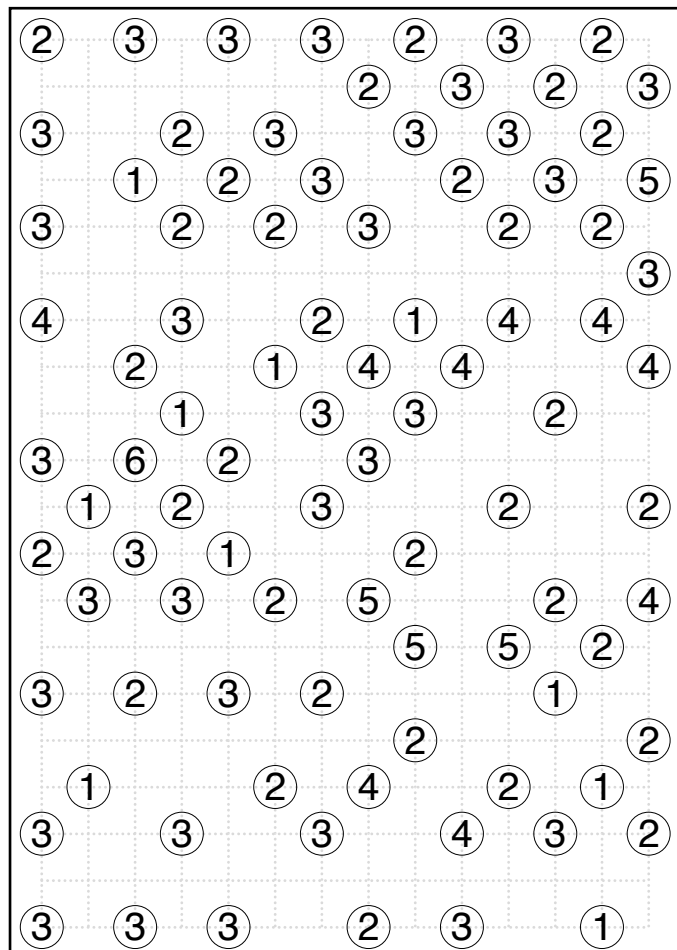 2 3 3 3 2 3 2
2 3 2 3
3 2 3 3 3 2
1 2 3 2 3 5
3 2 2 3 2 2
3
4 3 2 1 4 4
2 1 4 4 4
1 3 3 2
3 6 2 3
1 2 3 2 2
2 3 1 2
3 3 2 5 2 4
5 5 2
3 2 3 2 1
2 2
1 2 4 2 1
3 3 3 4 3 2
3 3 3 2 3 1